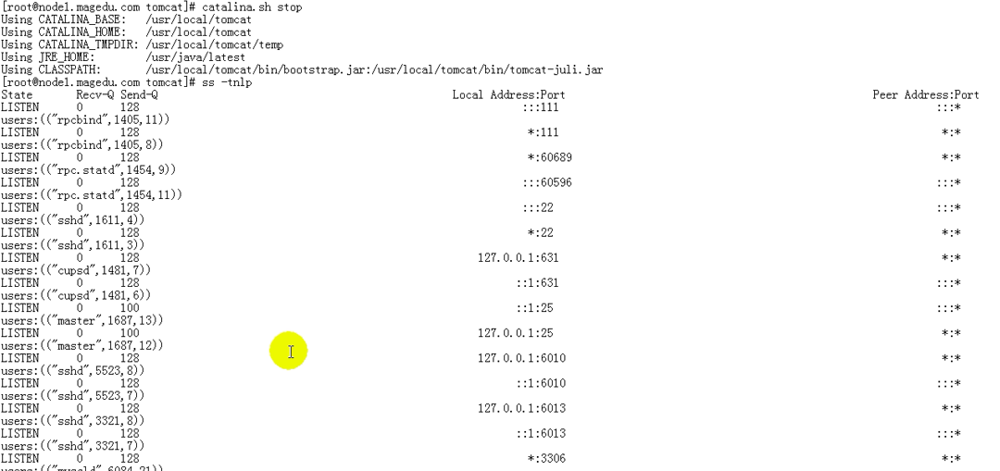 [root@node1.magedu.com tomcat]# catalina.sh stop
Using CATALINA_BASE:   /usr/local/tomcat
Using CATALINA_HOME:   /usr/local/tomcat
Using CATALINA_TMPDIR: /usr/local/tomcat/temp
Using JRE_HOME:        /usr/java/latest
Using CLASSPATH:       /usr/local/tomcat/bin/bootstrap.jar:/usr/local/tomcat/bin/tomcat-juli.jar
[root@node1.magedu.com tomcat]# ss -tnlp
State Recv-Q Send-Q Local Address:Port Peer Address:Port
LISTEN 0 128 :::111 :::*
users:(("rpcbind",1405,11))
LISTEN 0 128 *:111 *:*
users:(("rpcbind",1405,8))
LISTEN 0 128 *:60689 *:*
users:(("rpc.statd",1454,9))
LISTEN 0 128 :::60596 :::*
users:(("rpc.statd",1454,11))
LISTEN 0 128 :::22 :::*
users:(("sshd",1611,4))
LISTEN 0 128 *:22 *:*
users:(("sshd",1611,3))
LISTEN 0 128 127.0.0.1:631 *:*
users:(("cupsd",1481,7))
LISTEN 0 128 ::1:631 :::*
users:(("cupsd",1481,6))
LISTEN 0 100 ::1:25 :::*
users:(("master",1687,13))
LISTEN 0 100 127.0.0.1:25 *:*
users:(("master",1687,12))
LISTEN 0 128 127.0.0.1:6010 *:*
users:(("sshd",5523,8))
LISTEN 0 128 ::1:6010 :::*
users:(("sshd",5523,7))
LISTEN 0 128 127.0.0.1:6013 *:*
users:(("sshd",3321,8))
LISTEN 0 128 ::1:6013 :::*
users:(("sshd",3321,7))
LISTEN 0 128 *:3306 *:*